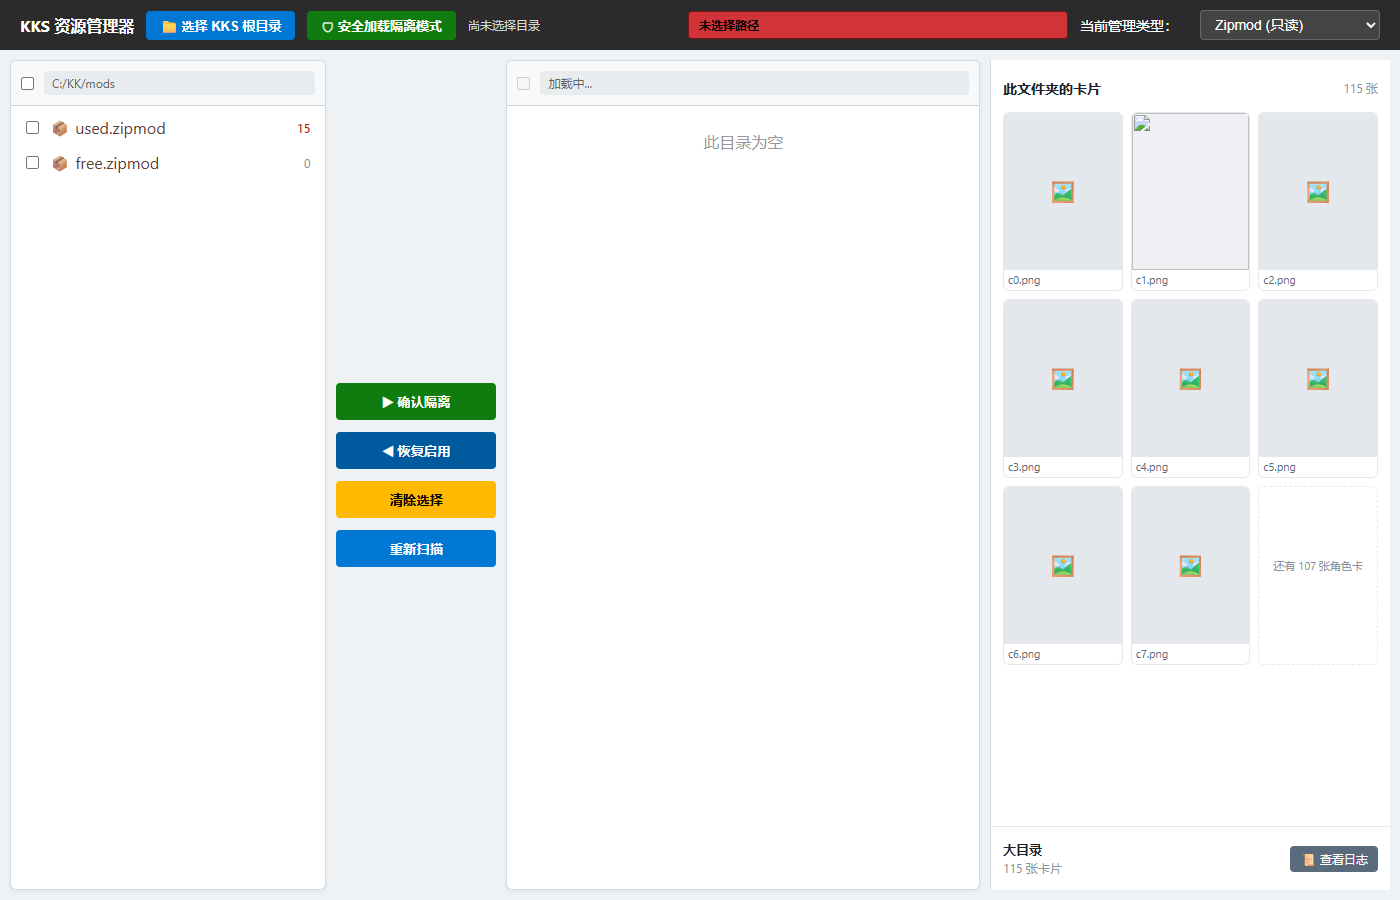 KKS 资源管理器
选择 KKS 根目录
安全加载隔离模式
尚未选择目录
未选择路径
当前管理类型：
Zipmod (只读)
C:/KK/mods
used.zipmod
15
free.zipmod
0
▶ 确认隔离
◀ 恢复启用
清除选择
重新扫描
加载中...
此目录为空
此文件夹的卡片
115 张
c0.png
c1.png
c2.png
c3.png
c4.png
c5.png
c6.png
c7.png
还有 107 张角色卡
大目录
115 张卡片
查看日志